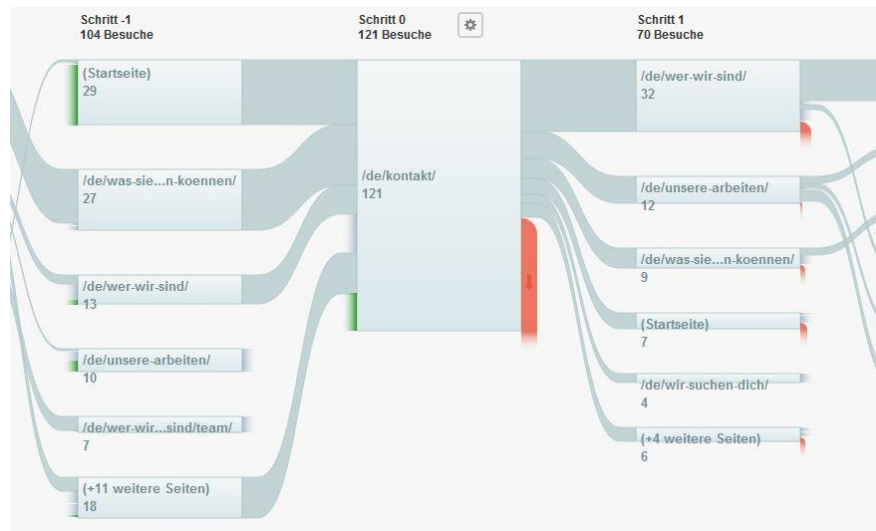 Schritt -1
104 Besuche
Schritt 0
121 Besuche
Schritt 1
70 Besuche
(Startseite)
29
/de/was-sie...n-koennen/
27
/de/wer-wir-sind/
13
/de/unsere-arbeiten/
10
/de/wer-wir...sind/team/
7
(+11 weitere Seiten)
18
/de/kontakt/
121
/de/wer-wir-sind/
32
/de/unsere-arbeiten/
12
/de/was-sie...n-koennen/
9
(Startseite)
7
/de/wir-suchen-dich/
4
(+4 weitere Seiten)
6